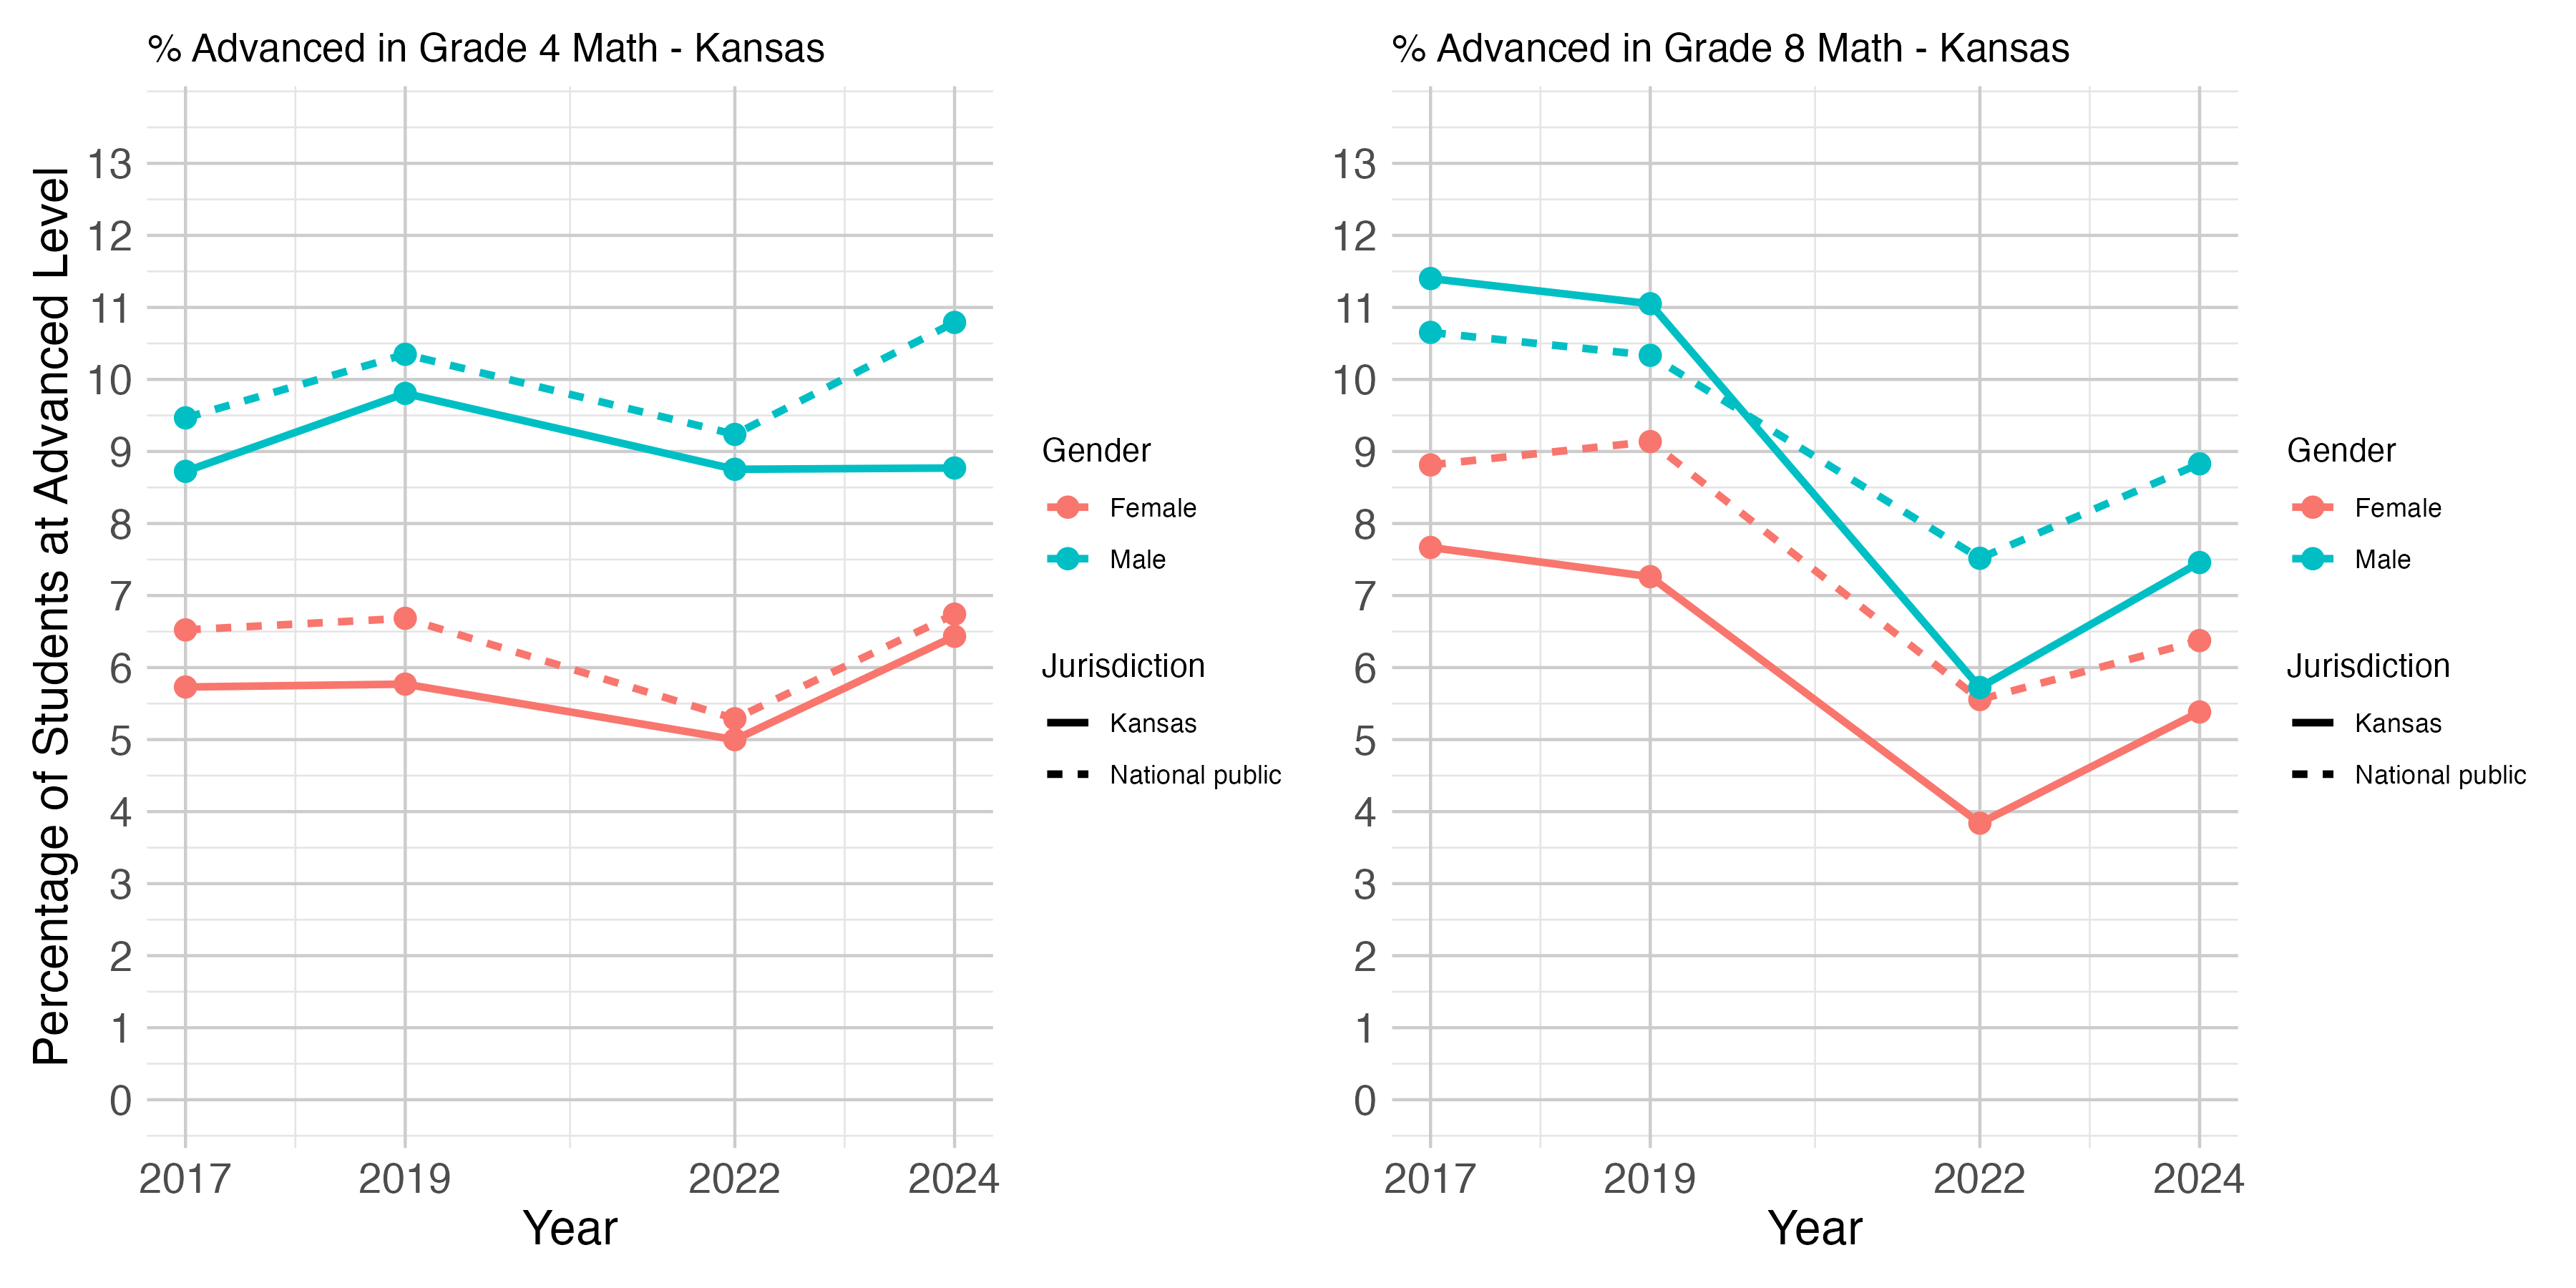 % Advanced in Grade 4 Math - Kansas
Percentage of Students at Advanced Level
13
12
11
10
9
8
7
6
5
4
3
2
1
0
2017 2019 2022 2024
Year
Gender
Female
Male
Jurisdiction
Kansas
National public
% Advanced in Grade 8 Math - Kansas
13
12
11
10
9
8
7
6
5
4
3
2
1
0
2017 2019 2022 2024
Year
Gender
Female
Male
Jurisdiction
Kansas
National public